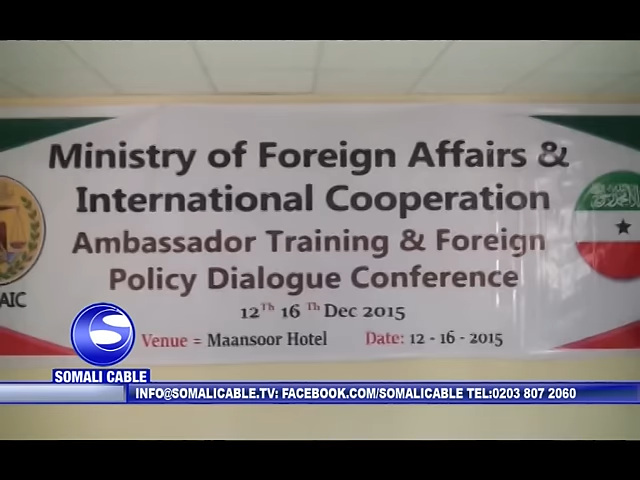 Ministry of Foreign Affairs &
International Cooperation
Ambassador Training & Foreign
Policy Dialogue Conference
12Th 16 Th Dec 2015
Venue = Maansoor Hotel Date: 12 - 16 - 2015
S
SOMALI CABLE
INFO@SOMALICABLE.TV: FACEBOOK.COM/SOMALICABLE TEL:0203 807 2060